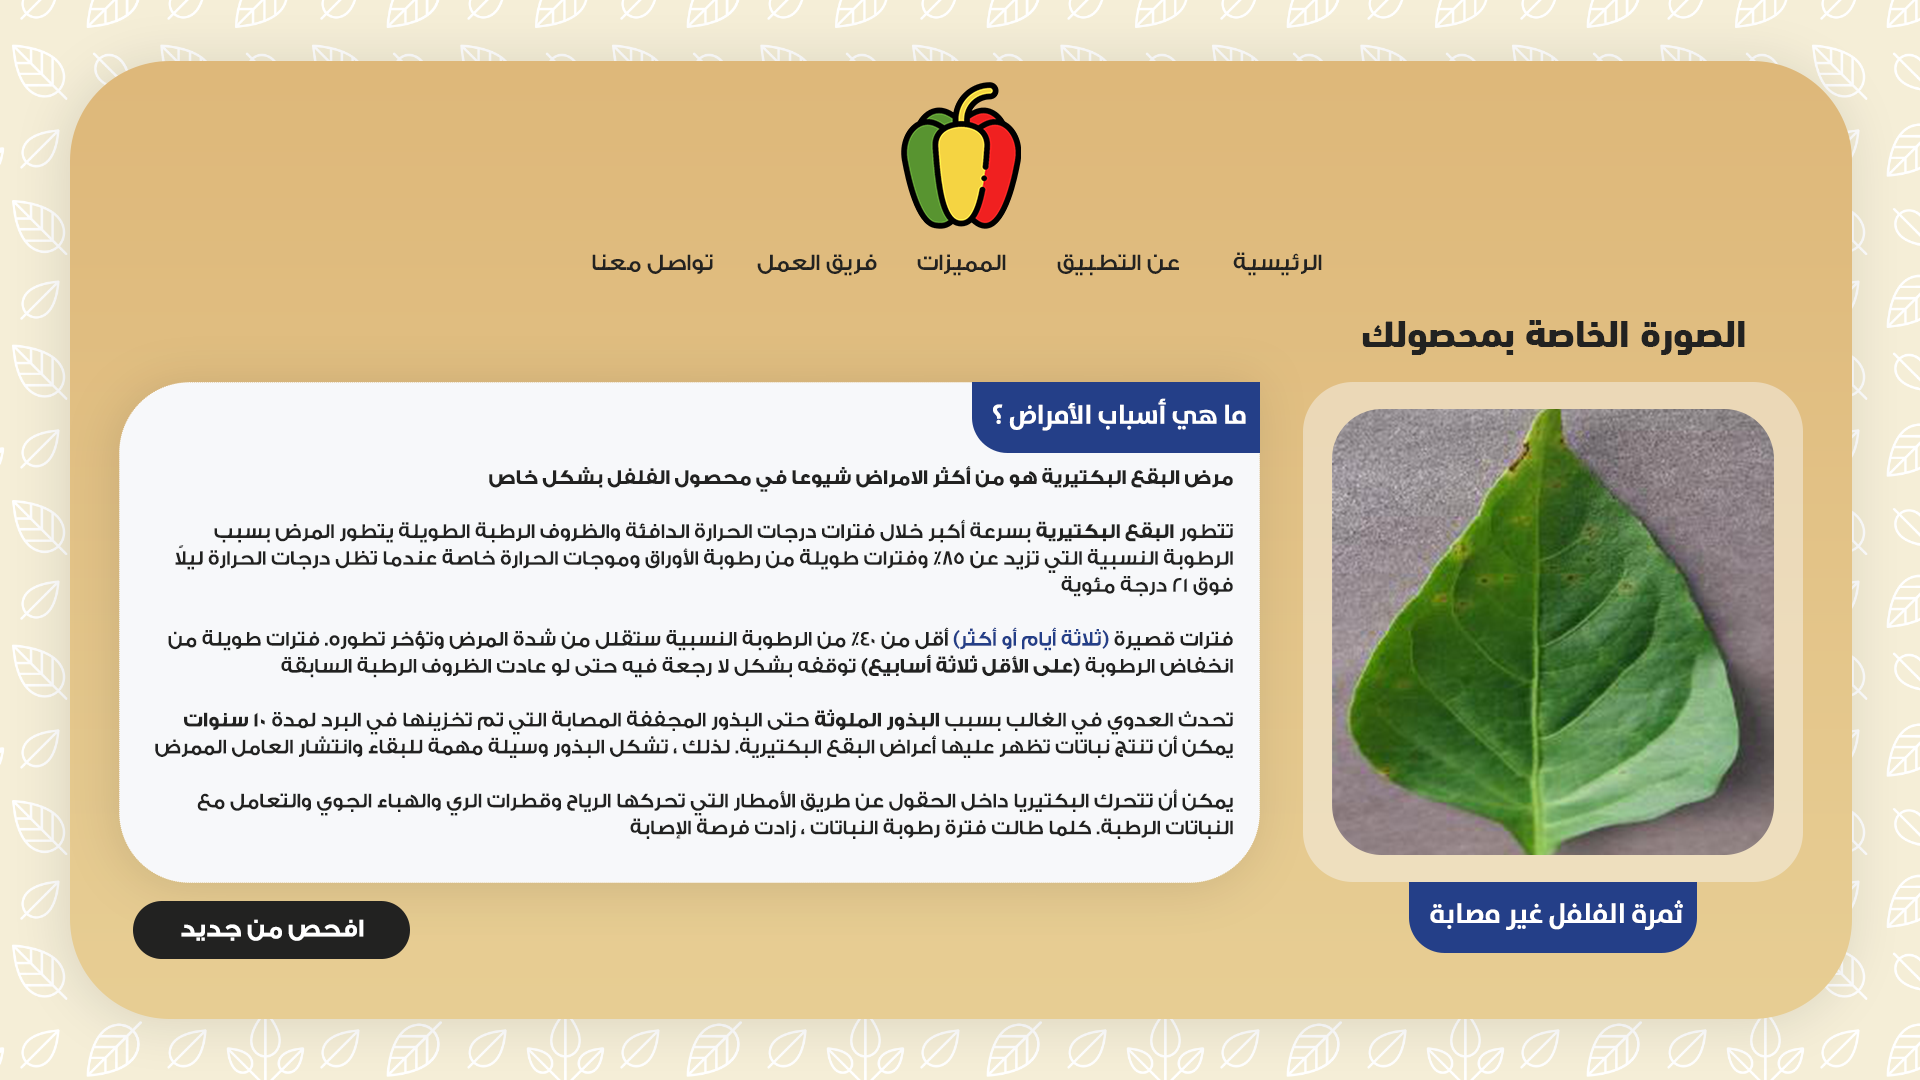 الرئيسية
عن التطبيق
المميزات
فريق العمل
تواصل معنا
الصورة الخاصة بمحصولك
ثمرة الفلفل غير مصابة
ما هي أسباب الأمراض ؟
مرض البقع البكتيرية هو من أكثر الامراض شيوعا في محصول الفلفل بشكل خاص
تتطور البقع البكتيرية بسرعة أكبر خلال فترات درجات الحرارة الدافئة والظروف الرطبة الطويلة يتطور المرض بسبب
الرطوبة النسبية التي تزيد عن ٨٥٪ وفترات طويلة من رطوبة الأوراق وموجات الحرارة خاصة عندما تظل درجات الحرارة ليلًا
فوق ٢١ درجة مئوية
فترات قصيرة (ثلاثة أيام أو أكثر) أقل من ٤٠٪ من الرطوبة النسبية ستقلل من شدة المرض وتؤخر تطوره. فترات طويلة من
انخفاض الرطوبة (على الأقل ثلاثة أسابيع) توقفه بشكل لا رجعة فيه حتى لو عادت الظروف الرطبة السابقة
تحدث العدوي في الغالب بسبب البذور الملوثة حتى البذور المجففة المصابة التي تم تخزينها في البرد لمدة ١٠ سنوات
يمكن أن تنتج نباتات تظهر عليها أعراض البقع البكتيرية. لذلك ، تشكل البذور وسيلة مهمة للبقاء وانتشار العامل الممرض
يمكن أن تتحرك البكتيريا داخل الحقول عن طريق الأمطار التي تحركها الرياح وقطرات الري والهباء الجوي والتعامل مع
النباتات الرطبة. كلما طالت فترة رطوبة النباتات ، زادت فرصة الإصابة
افحص من جديد